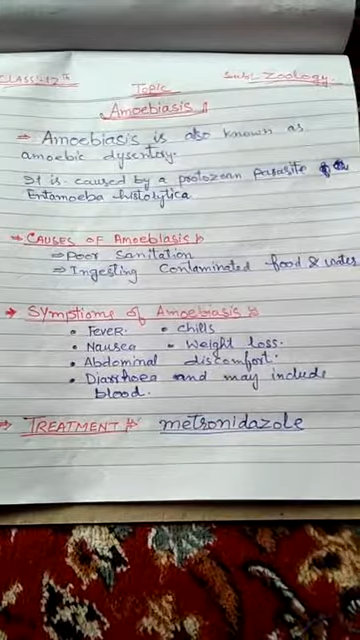 CLASS:-12th
Sub:- Zoology.
Topic
Amoebiasis
⇒ Amoebiasis is also known as
amoebic dysentery.
It is caused by a protozoan parasite
Entamoeba histolytica
→ CAUSES OF AmoebIasis
⇒ Poor sanitation
⇒ Ingesting contaminated food & water
→ Symptioms of Amoebiasis
• Fever. • chills
• Nausea • Weight loss.
• Abdominal discomfort.
• Diarrhoea and may include
blood.
⇒ TREATMENT metronidazole